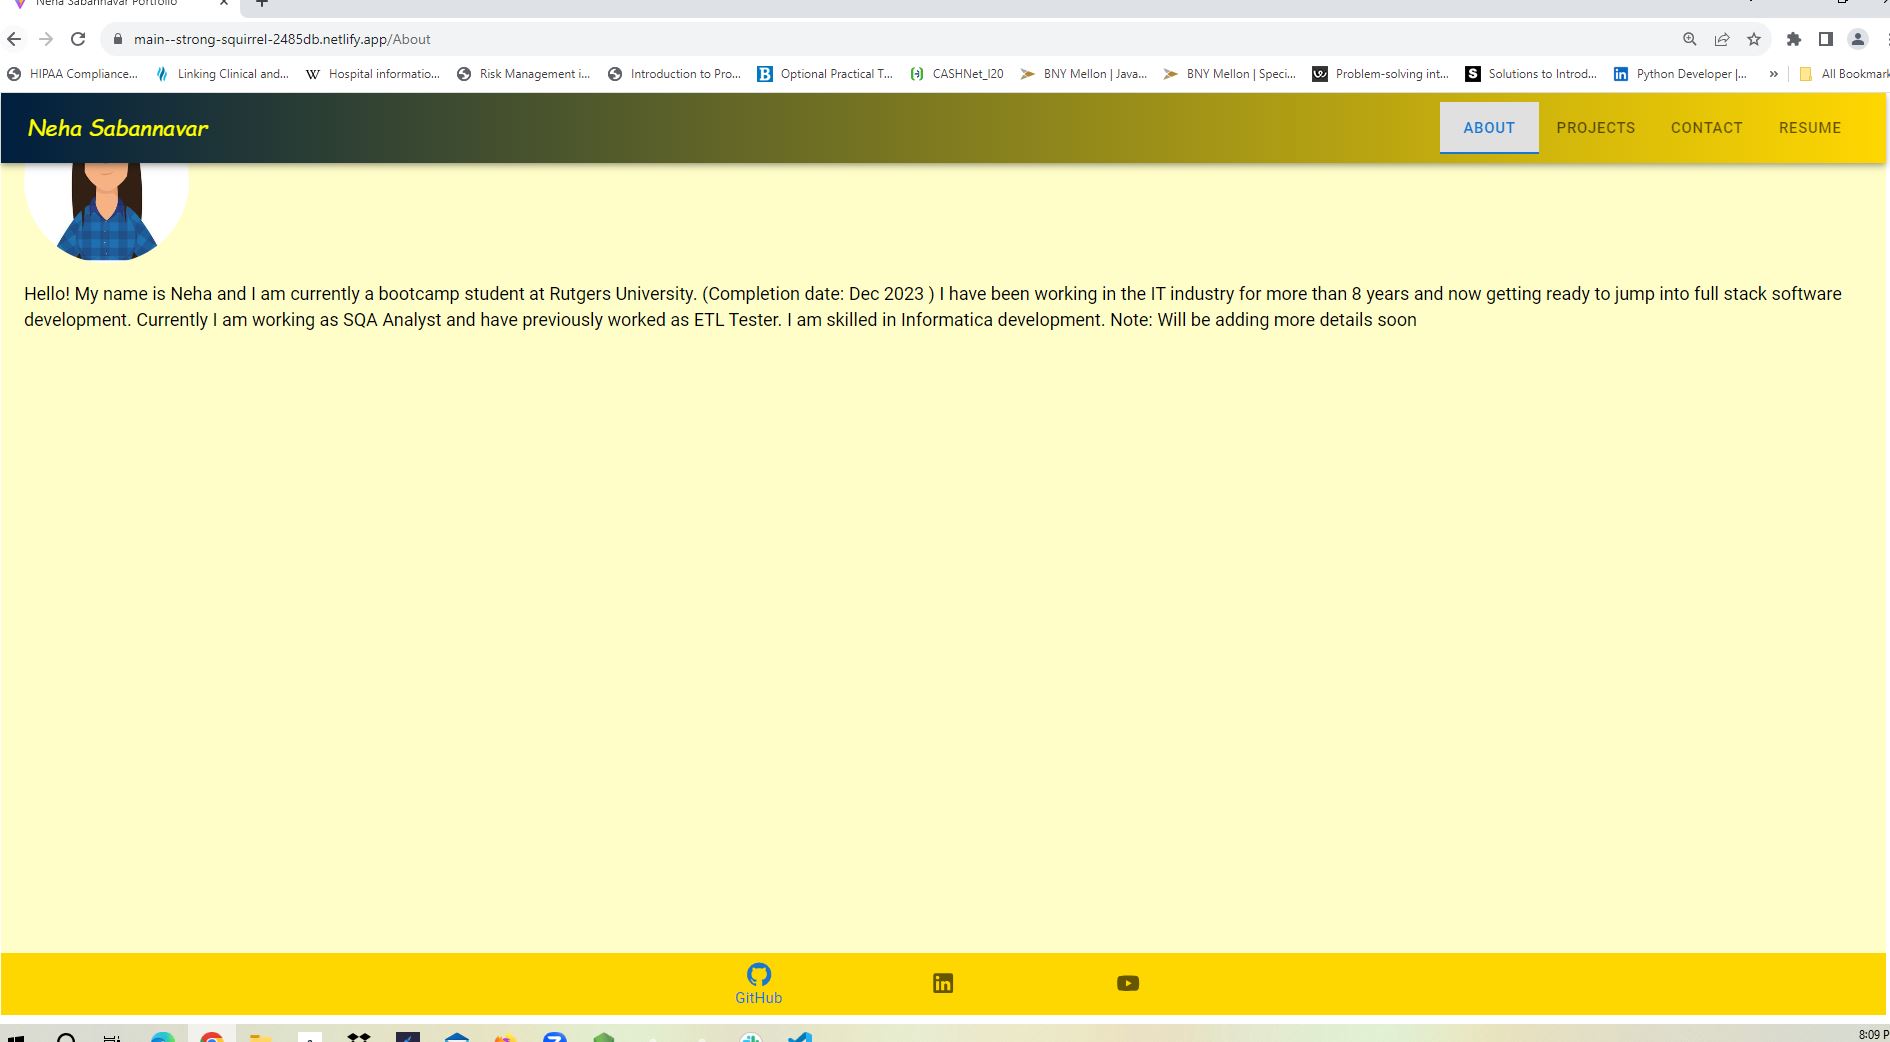 Neha Sabannavar Portfolio
main--strong-squirrel-2485db.netlify.app/About
HIPAA Compliance... Linking Clinical and... W Hospital informatio... Risk Management i... Introduction to Pro... B Optional Practical T... CASHNet_I20 BNY Mellon | Java... BNY Mellon | Speci... Problem-solving int... S Solutions to Introd... in Python Developer |... » All Bookmark
Neha Sabannavar ABOUT PROJECTS CONTACT RESUME
Hello! My name is Neha and I am currently a bootcamp student at Rutgers University. (Completion date: Dec 2023 ) I have been working in the IT industry for more than 8 years and now getting ready to jump into full stack software
development. Currently I am working as SQA Analyst and have previously worked as ETL Tester. I am skilled in Informatica development. Note: Will be adding more details soon
in
GitHub
8:09 P